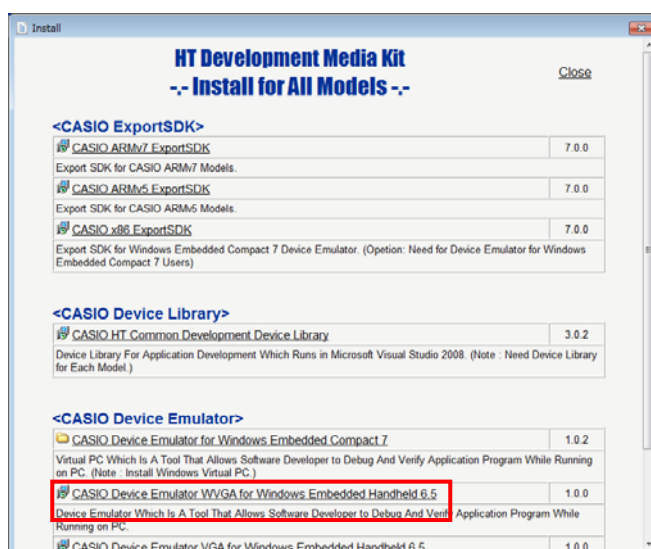 Install
HT Development Media Kit
-.- Install for All Models -.-
Close
<CASIO ExportSDK>
CASIO ARMv7 ExportSDK 7.0.0
Export SDK for CASIO ARMv7 Models.
CASIO ARMv5 ExportSDK 7.0.0
Export SDK for CASIO ARMv5 Models.
CASIO x86 ExportSDK 7.0.0
Export SDK for Windows Embedded Compact 7 Device Emulator. (Opetion: Need for Device Emulator for Windows
Embedded Compact 7 Users)
<CASIO Device Library>
CASIO HT Common Development Device Library 3.0.2
Device Library For Application Development Which Runs in Microsoft Visual Studio 2008. (Note : Need Device Library
for Each Model.)
<CASIO Device Emulator>
CASIO Device Emulator for Windows Embedded Compact 7 1.0.2
Virtual PC Which Is A Tool That Allows Software Developer to Debug And Verify Application Program While Running
on PC. (Note : Install Windows Virtual PC.)
CASIO Device Emulator WVGA for Windows Embedded Handheld 6.5 1.0.0
Device Emulator Which Is A Tool That Allows Software Developer to Debug And Verify Application Program While
Running on PC.
CASIO Device Emulator VGA for Windows Embedded Handheld 6.5 1.0.0